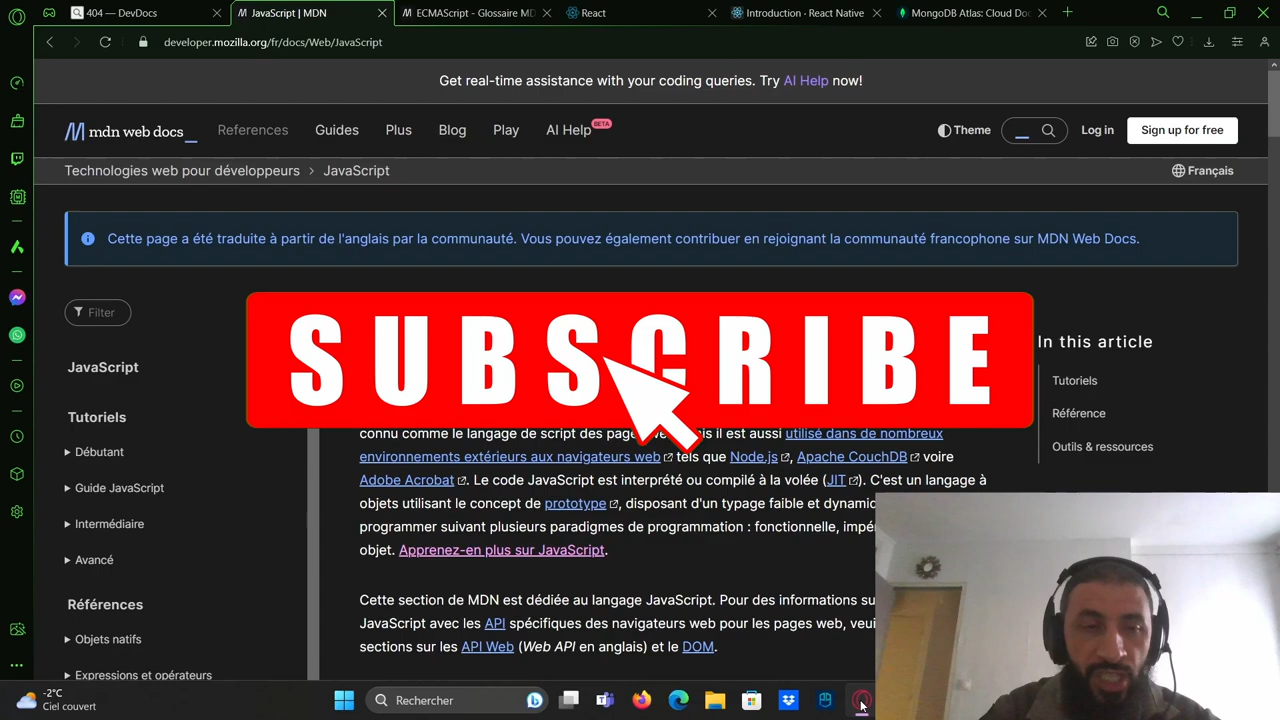 404 — DevDocs
JavaScript | MDN
ECMAScript - Glossaire MD
React
Introduction · React Native
MongoDB Atlas: Cloud Doc
developer.mozilla.org/fr/docs/Web/JavaScript
Get real-time assistance with your coding queries. Try AI Help now!
mdn web docs_
References
Guides
Plus
Blog
Play
AI Help
BETA
Theme
Log in
Sign up for free
Technologies web pour développeurs > JavaScript
Français
Cette page a été traduite à partir de l'anglais par la communauté. Vous pouvez également contribuer en rejoignant la communauté francophone sur MDN Web Docs.
Filter
JavaScript
Tutoriels
Débutant
Guide JavaScript
Intermédiaire
Avancé
Références
Objets natifs
Expressions et opérateurs
SUBSCRIBE
connu comme le langage de script des pages
il est aussi utilisé dans de nombreux
environnements extérieurs aux navigateurs web tels que Node.js, Apache CouchDB voire
Adobe Acrobat. Le code JavaScript est interprété ou compilé à la volée (JIT). C'est un langage à
objets utilisant le concept de prototype, disposant d'un typage faible et dynamiq
programmer suivant plusieurs paradigmes de programmation : fonctionnelle, impé
objet. Apprenez-en plus sur JavaScript.
Cette section de MDN est dédiée au langage JavaScript. Pour des informations su
JavaScript avec les API spécifiques des navigateurs web pour les pages web, veui
sections sur les API Web (Web API en anglais) et le DOM.
In this article
Tutoriels
Référence
Outils & ressources
-2°C
Ciel couvert
Rechercher